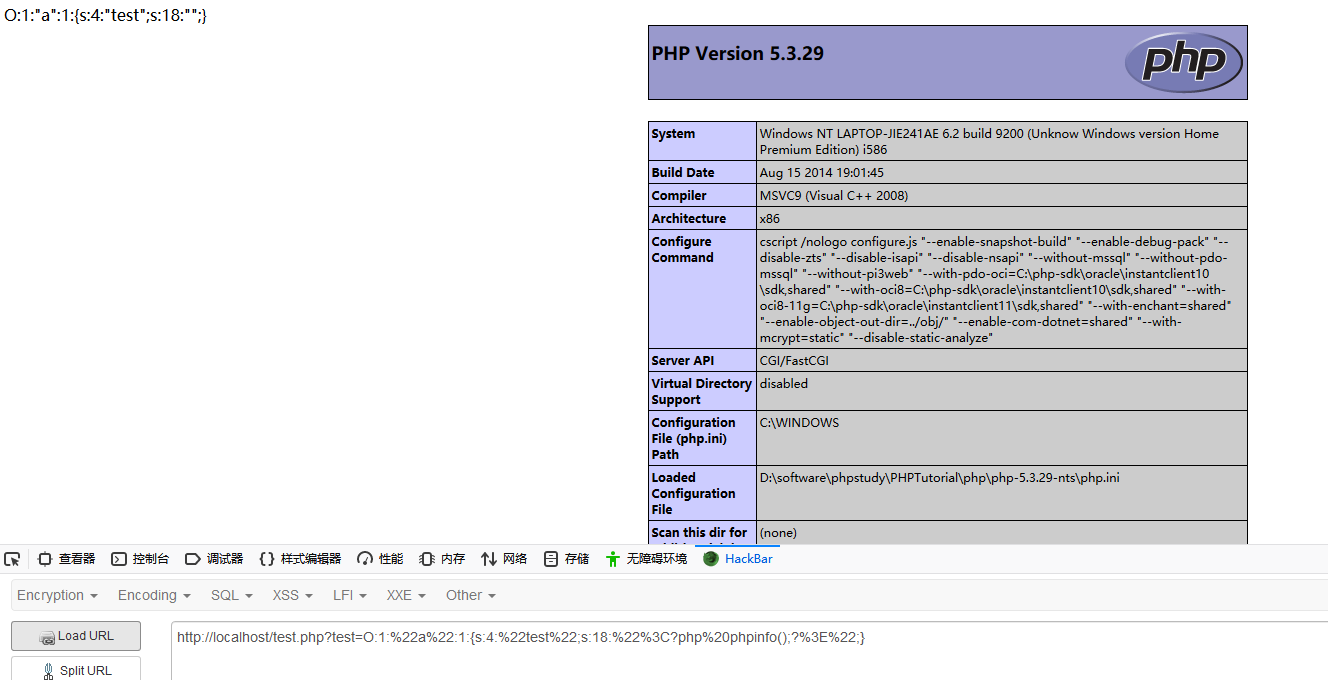 O:1:"a":1:{s:4:"test";s:18:"";}
PHP Version 5.3.29
php
System
Windows NT LAPTOP-JIE241AE 6.2 build 9200 (Unknow Windows version Home
Premium Edition) i586
Build Date
Aug 15 2014 19:01:45
Compiler
MSVC9 (Visual C++ 2008)
Architecture
x86
Configure
Command
cscript /nologo configure.js "--enable-snapshot-build" "--enable-debug-pack" "--
disable-zts" "--disable-isapi" "--disable-nsapi" "--without-mssql" "--without-pdo-
mssql" "--without-pi3web" "--with-pdo-oci=C:\php-sdk\oracle\instantclient10
\sdk,shared" "--with-oci8=C:\php-sdk\oracle\instantclient10\sdk,shared" "--with-
oci8-11g=C:\php-sdk\oracle\instantclient11\sdk,shared" "--with-enchant=shared"
"--enable-object-out-dir=../obj/" "--enable-com-dotnet=shared" "--with-
mcrypt=static" "--disable-static-analyze"
Server API
CGI/FastCGI
Virtual Directory
Support
disabled
Configuration
File (php.ini)
Path
C:\WINDOWS
Loaded
Configuration
File
D:\software\phpstudy\PHPTutorial\php\php-5.3.29-nts\php.ini
Scan this dir for
(none)
查看器 控制台 调试器 样式编辑器 性能 内存 网络 存储 无障碍环境 HackBar
Encryption Encoding SQL XSS LFI XXE Other
Load URL
http://localhost/test.php?test=O:1:%22a%22:1:{s:4:%22test%22;s:18:%22%3C?php%20phpinfo();?%3E%22;}
Split URL